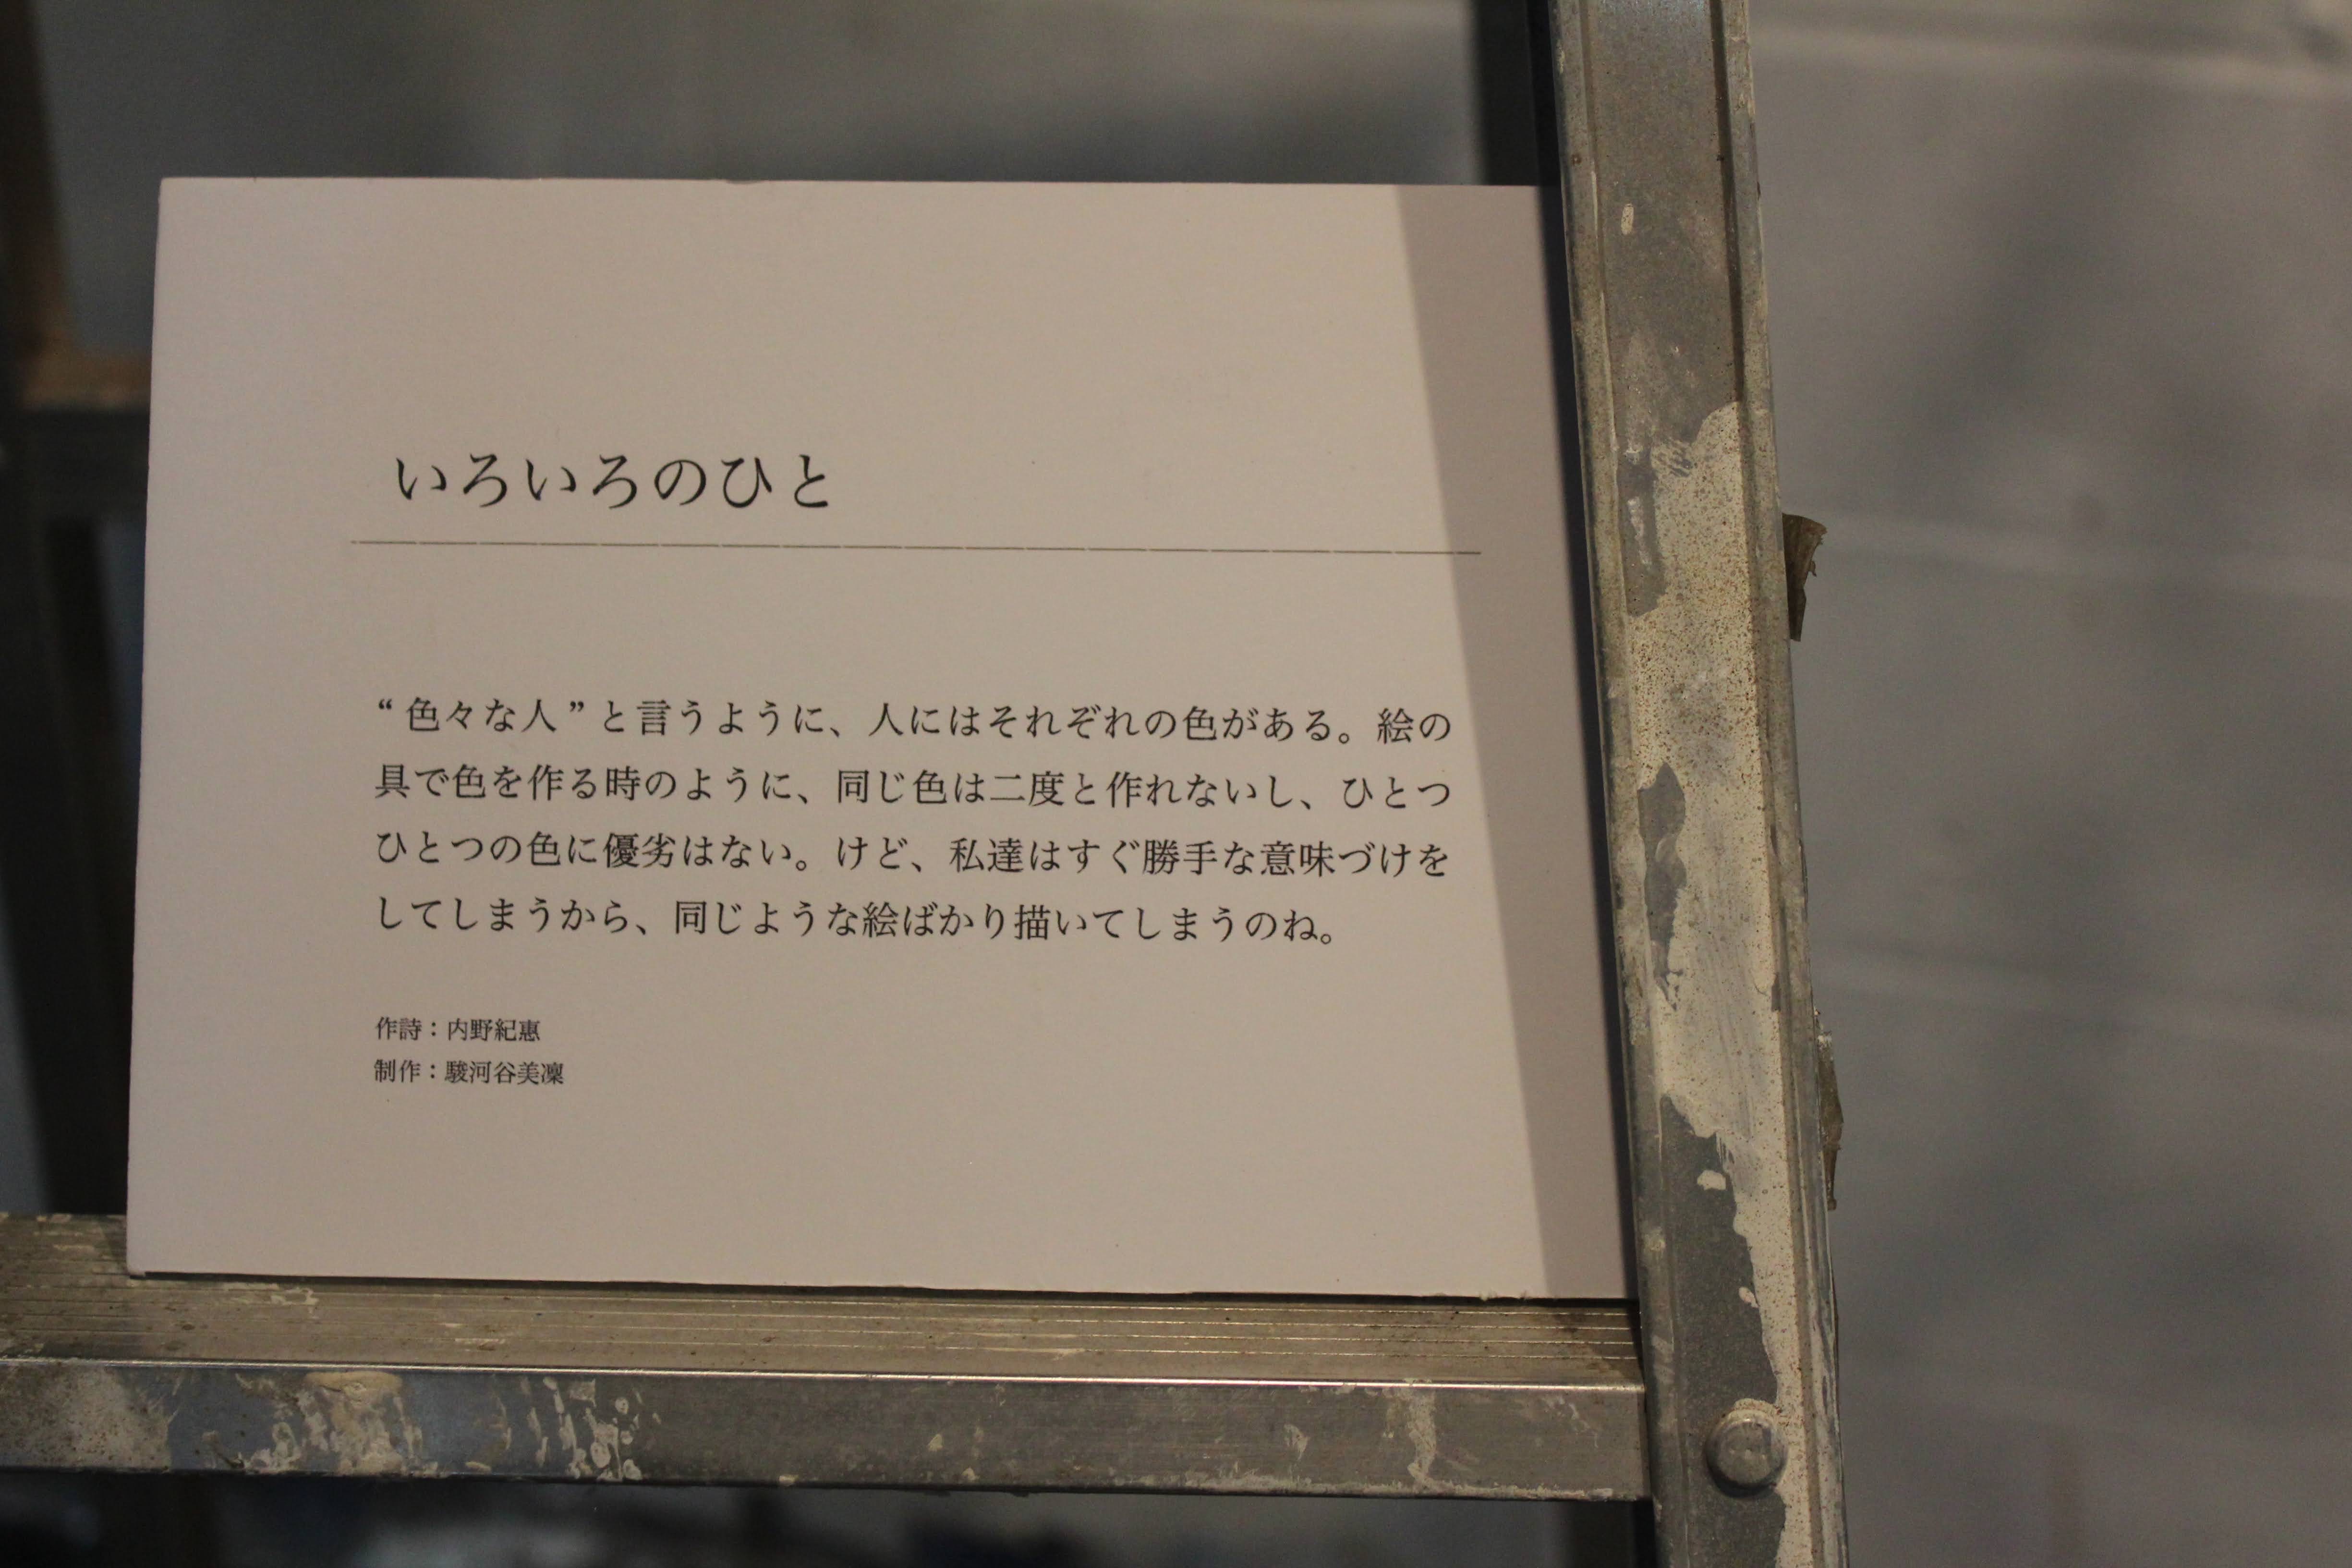 いろいろのひと
“色々な人”と言うように、人にはそれぞれの色がある。絵の
具で色を作る時のように、同じ色は二度と作れないし、ひとつ
ひとつの色に優劣はない。けど、私達はすぐ勝手な意味づけを
してしまうから、同じような絵ばかり描いてしまうのね。
作詩：内野紀惠
制作：駿河谷美凜